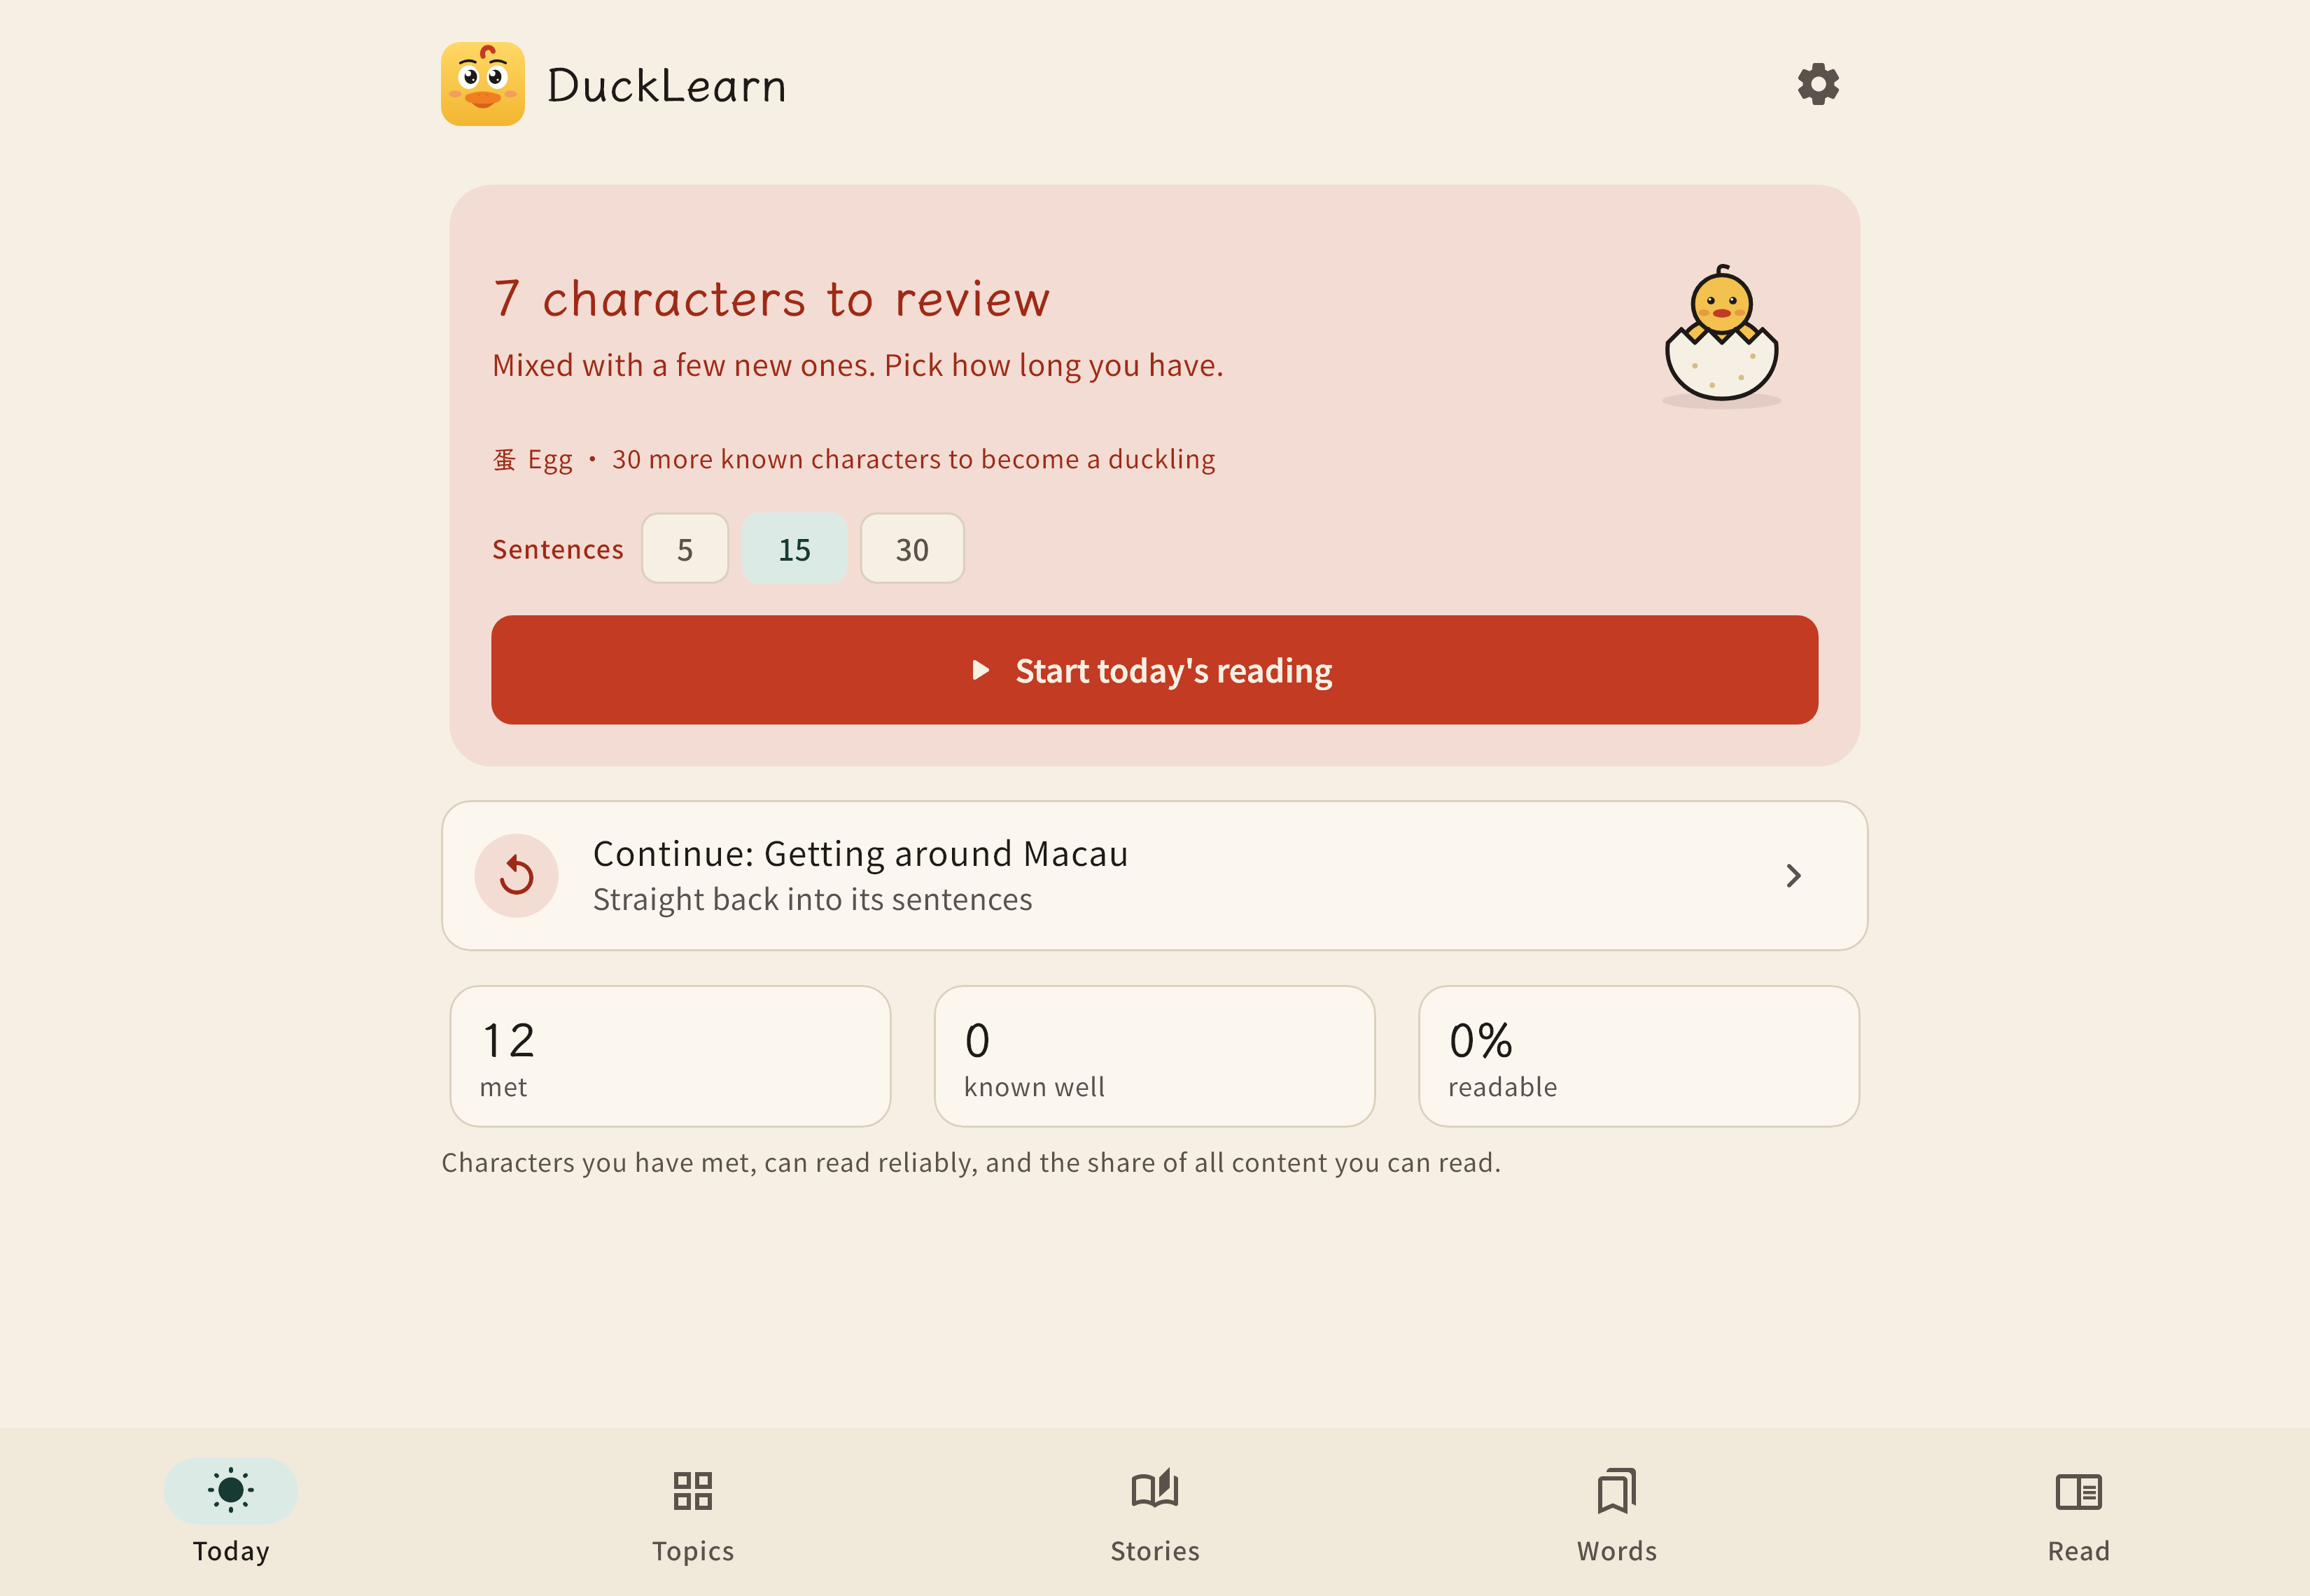 DuckLearn
7 characters to review
Mixed with a few new ones. Pick how long you have.
蛋 Egg • 30 more known characters to become a duckling
Sentences 5 15 30
Start today's reading
Continue: Getting around Macau
Straight back into its sentences
12 0 0%
met known well readable
Characters you have met, can read reliably, and the share of all content you can read.
Today Topics Stories Words Read